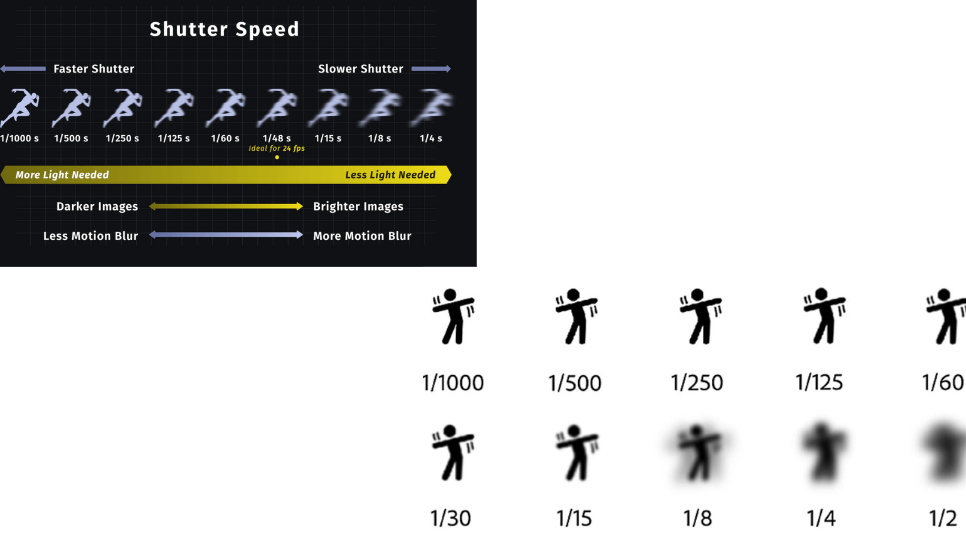 Shutter Speed
Faster Shutter
Slower Shutter
1/1000 s 1/500 s 1/250 s 1/125 s 1/60 s 1/48 s 1/15 s 1/8 s 1/4 s
Ideal for 24 fps
More Light Needed
Less Light Needed
Darker Images
Brighter Images
Less Motion Blur
More Motion Blur
1/1000 1/500 1/250 1/125 1/60
1/30 1/15 1/8 1/4 1/2